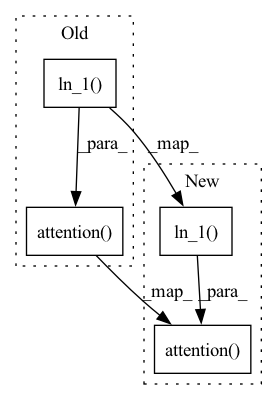 Old
ln_1()
_para_
_map_
New
attention()
ln_1()
_map_
_para_
attention()